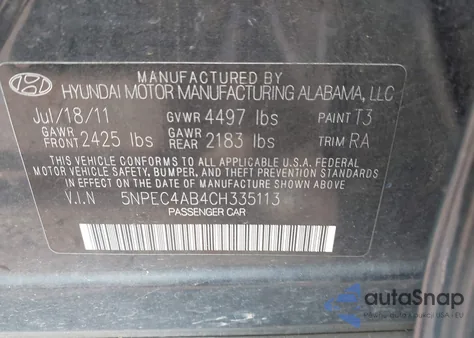 MANUFACTURED BY
HYUNDAI MOTOR MANUFACTURING ALABAMA, LLC
Jul/18/11 GVWR 4497 lbs PAINT T3
GAWR FRONT 2425 lbs GAWR REAR 2183 lbs TRIM RA
THIS VEHICLE CONFORMS TO ALL APPLICABLE U.S.A. FEDERAL
MOTOR VEHICLE SAFETY, BUMPER, AND THEFT PREVENTION STANDARDS
IN EFFECT ON THE DATE OF MANUFACTURE SHOWN ABOVE.
V.I.N 5NPEC4AB4CH335113
PASSENGER CAR
autoSnap